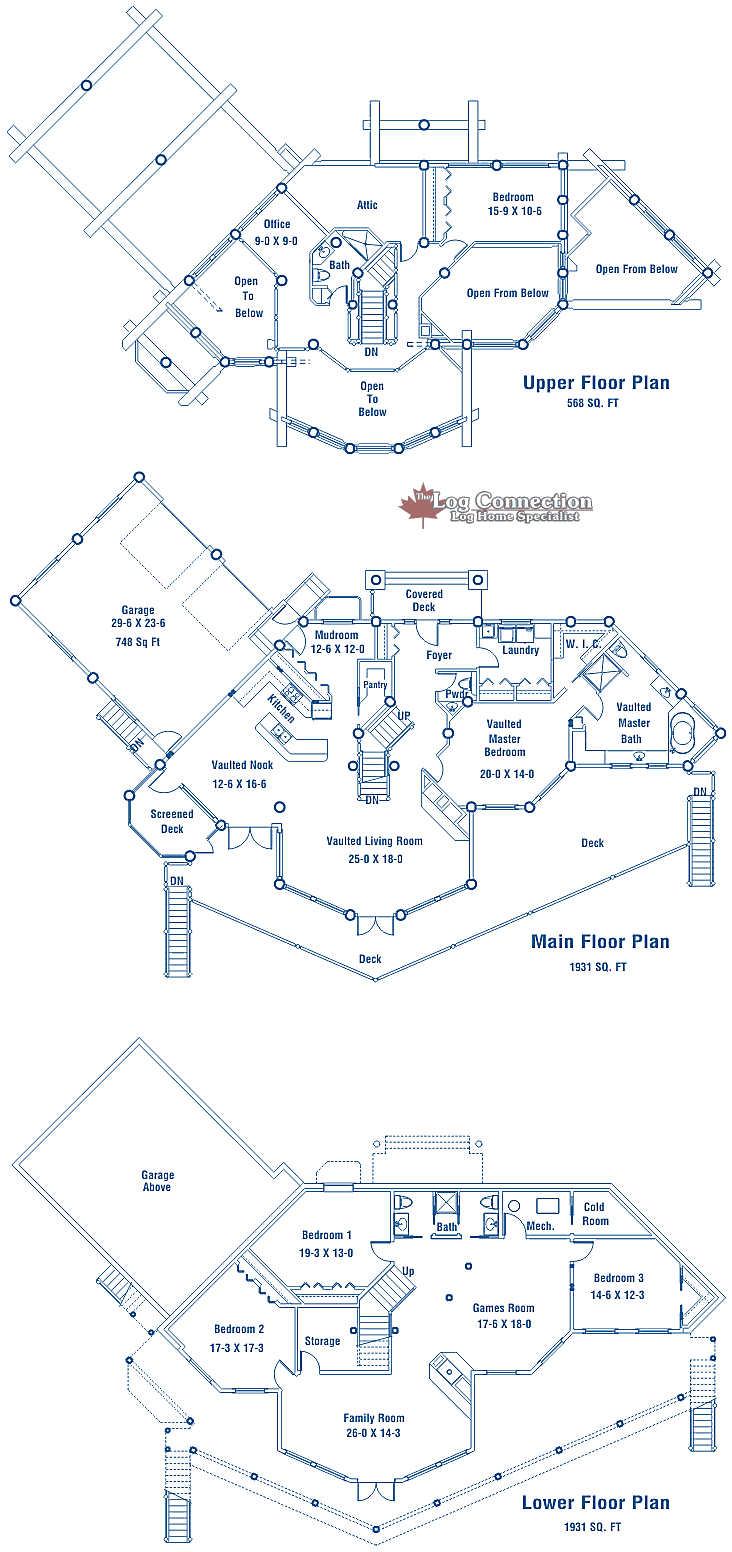 Attic
Bedroom
15-9 X 10-6
Office
9-0 X 9-0
Bath
Open
To
Below
Open From Below
Open From Below
DN
Open
To
Below
Upper Floor Plan
568 SQ. FT
The Log Connection
Log Home Specialist
Garage
29-6 X 23-6
748 Sq Ft
Covered
Deck
Mudroom
12-6 X 12-0
Foyer
Laundry
W. I. C.
Pantry
Pwdr
Kitchen
UP
Vaulted
Master
Bath
Vaulted
Master
Bedroom
20-0 X 14-0
DN
Vaulted Nook
12-6 X 16-6
DN
DN
Screened
Deck
Vaulted Living Room
25-0 X 18-0
Deck
DN
Main Floor Plan
1931 SQ. FT
Deck
Garage
Above
Bedroom 1
19-3 X 13-0
Bath
Mech.
Cold
Room
Up
Bedroom 3
14-6 X 12-3
Games Room
17-6 X 18-0
Bedroom 2
17-3 X 17-3
Storage
Family Room
26-0 X 14-3
Lower Floor Plan
1931 SQ. FT